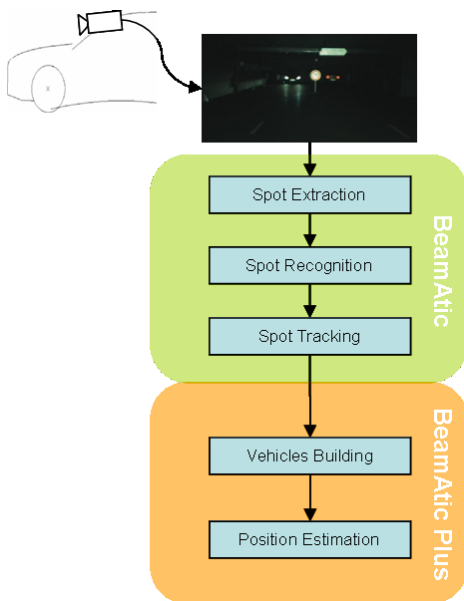 Spot Extraction
Spot Recognition
Spot Tracking
BeamAtic
Vehicles Building
Position Estimation
BeamAtic Plus